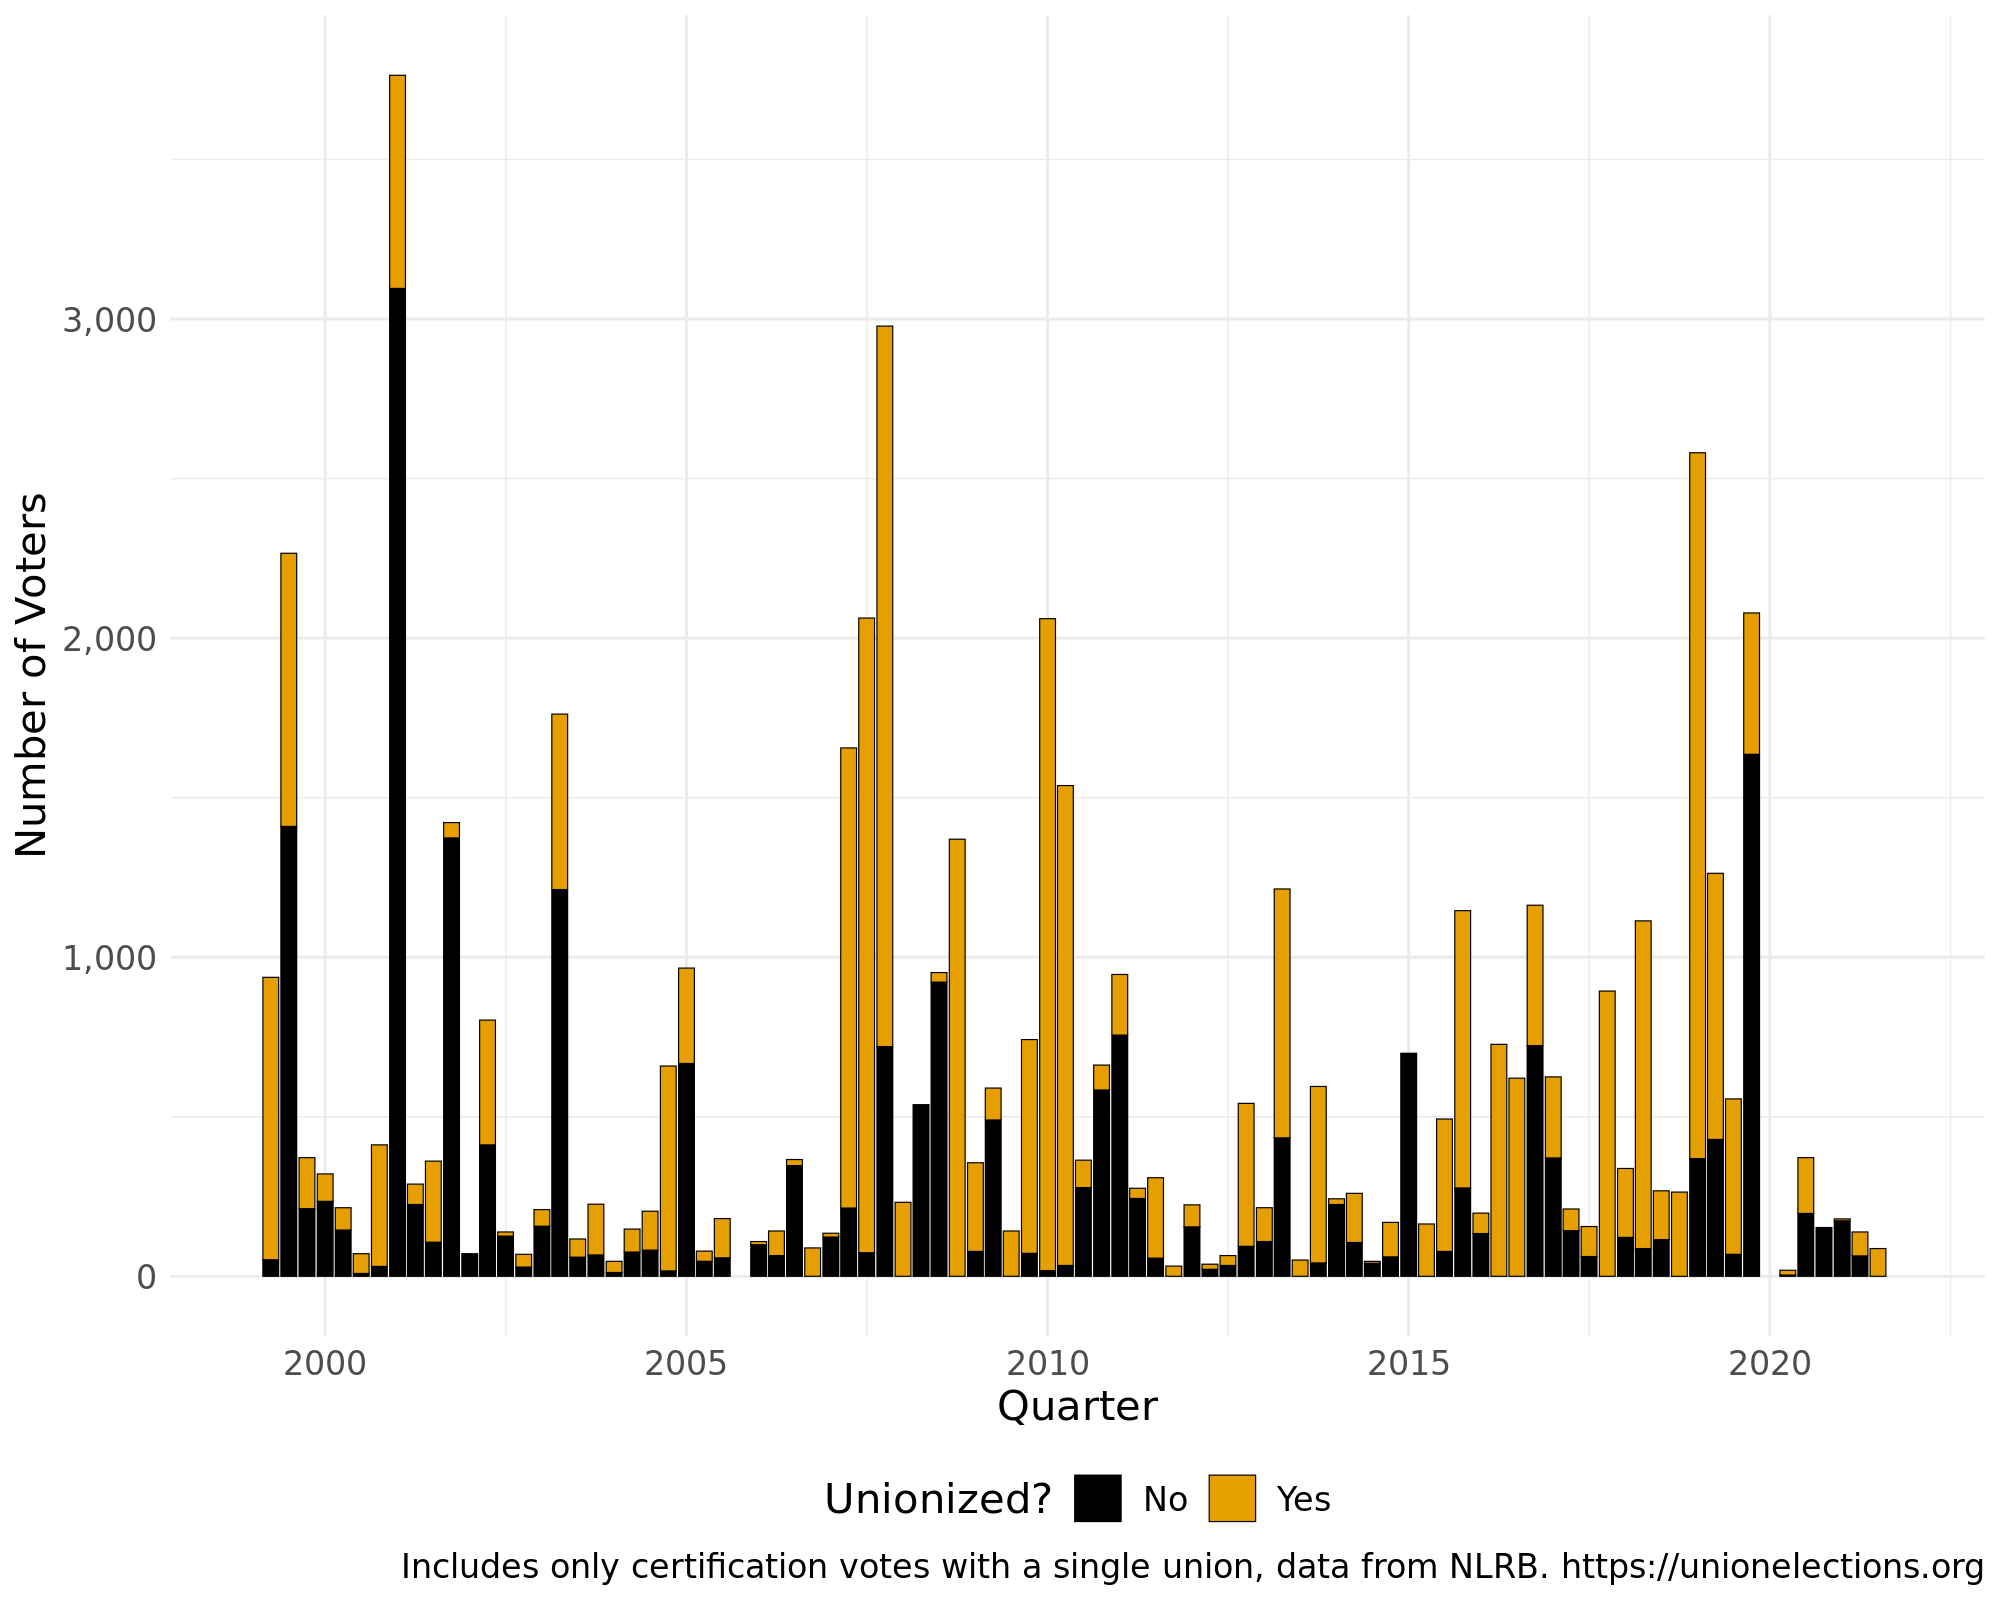 Number of Voters
3,000
2,000
1,000
0
2000
2005
2010
2015
2020
Quarter
Unionized? No Yes
Includes only certification votes with a single union, data from NLRB. https://unionelections.org